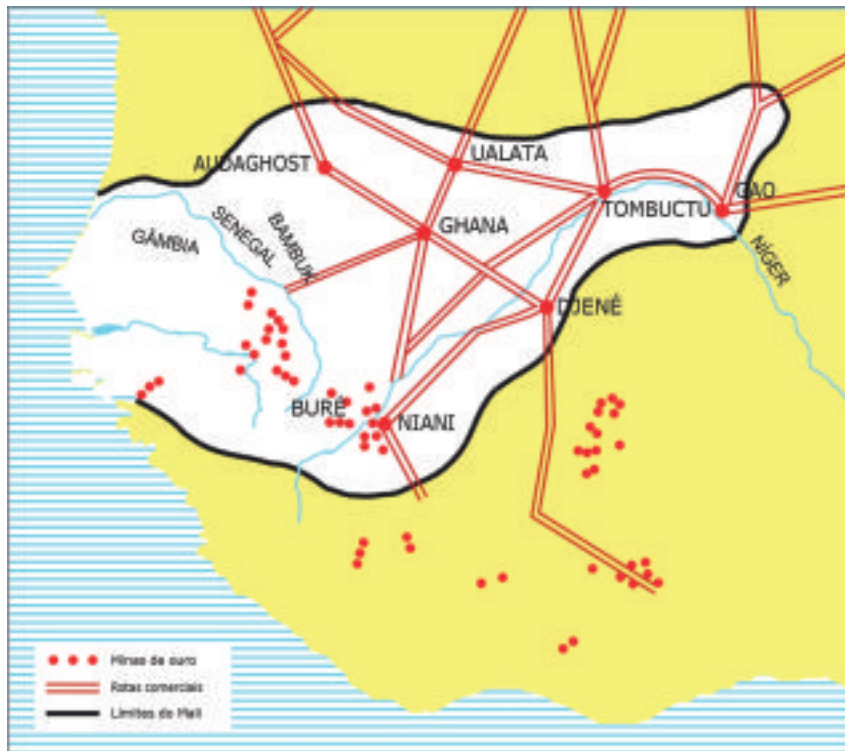 AUDAGHOST
UALATA
GAO
TOMBUCTU
GHANA
GÂMBIA
SENEGAL
BAMBUK
NÍGER
DJENÊ
BURÉ
NIANI
Minas de ouro
Rotas comerciais
Limites do Mali